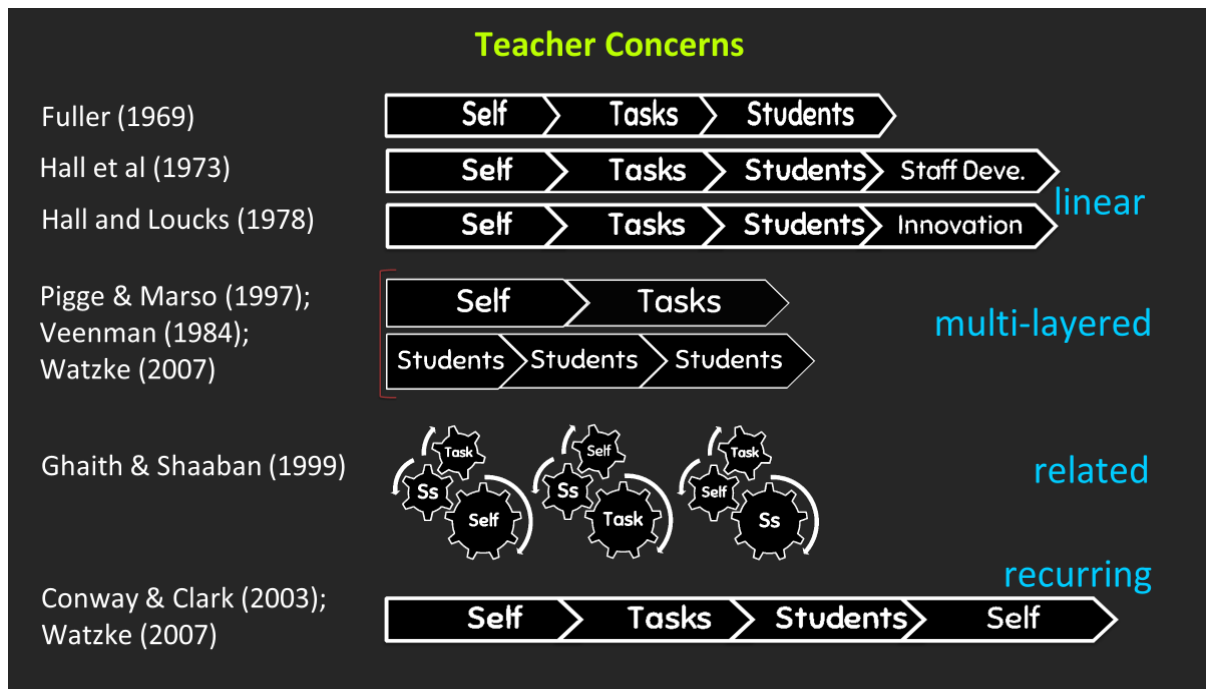 Teacher Concerns
Fuller (1969)
Self Tasks Students
Hall et al (1973)
Self Tasks Students Staff Deve.
linear
Hall and Loucks (1978)
Self Tasks Students Innovation
Pigge & Marso (1997);
Veenman (1984);
Watzke (2007)
Self Tasks
Students Students Students
multi-layered
Ghaith & Shaaban (1999)
Task
Ss
Self
Self
Ss
Task
Task
Self
Ss
related
recurring
Conway & Clark (2003);
Watzke (2007)
Self Tasks Students Self